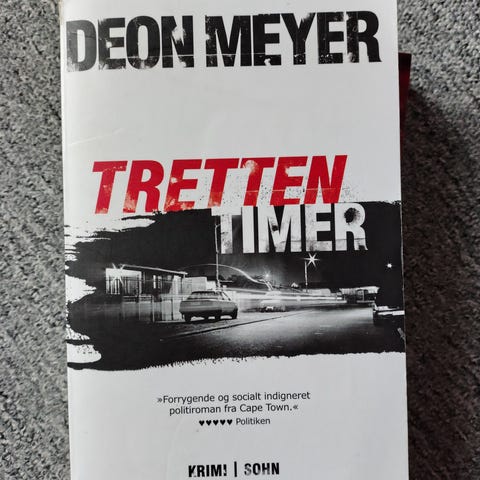 DEON MEYER
TRETTEN
TIMER
»Forrygende og socialt indigneret
politiroman fra Cape Town.«
♥♥♥♥♥ Politiken
KRIMI | SOHN